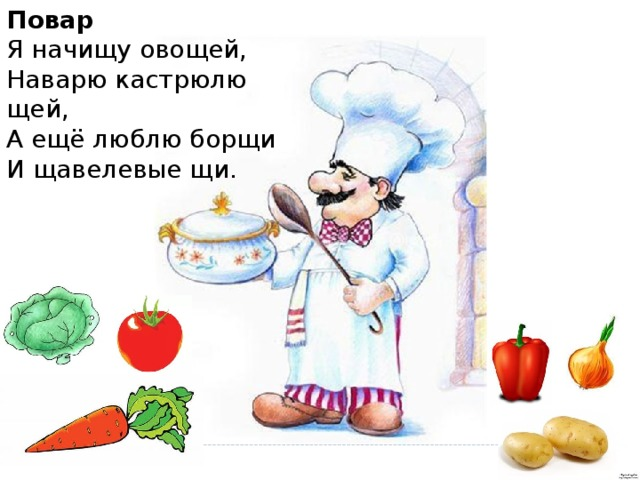 Повар
Я начищу овощей,
Наварю кастрюлю
щей,
А ещё люблю борщи
И щавелевые щи.